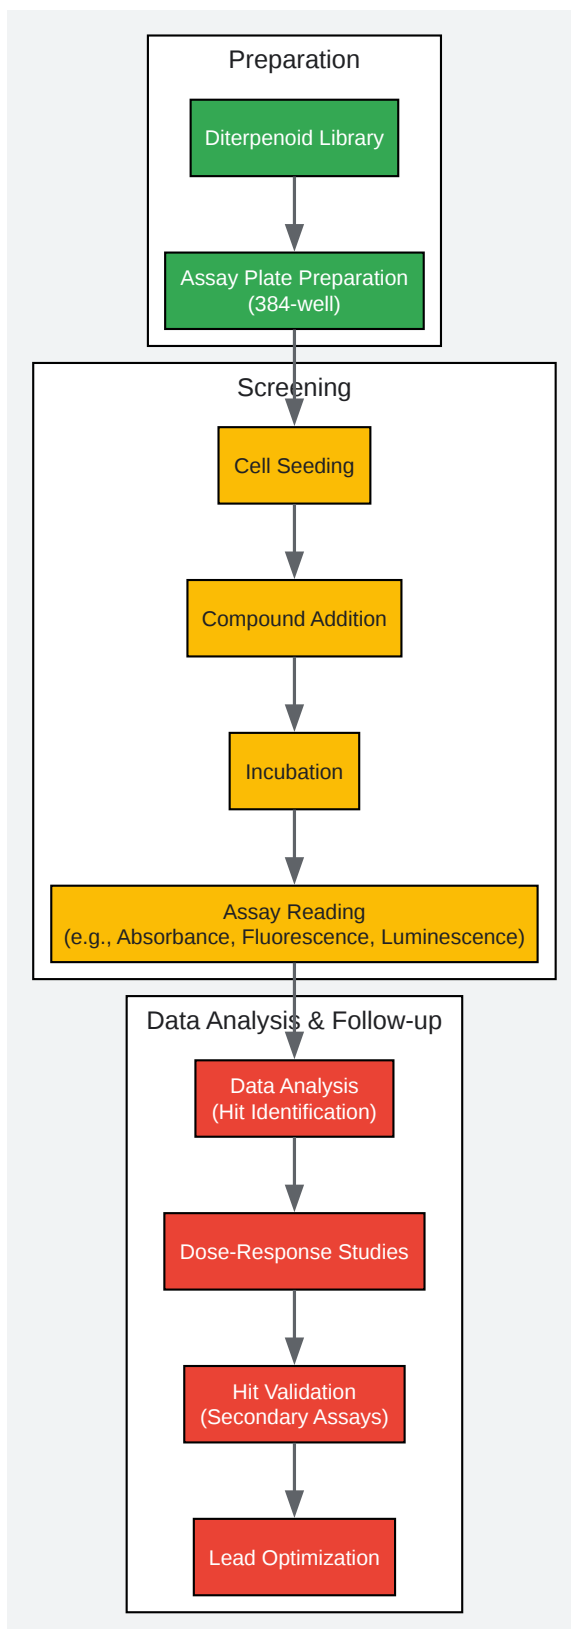 Preparation
Diterpenoid Library
Assay Plate Preparation
(384-well)
Screening
Cell Seeding
Compound Addition
Incubation
Assay Reading
(e.g., Absorbance, Fluorescence, Luminescence)
Data Analysis & Follow-up
Data Analysis
(Hit Identification)
Dose-Response Studies
Hit Validation
(Secondary Assays)
Lead Optimization